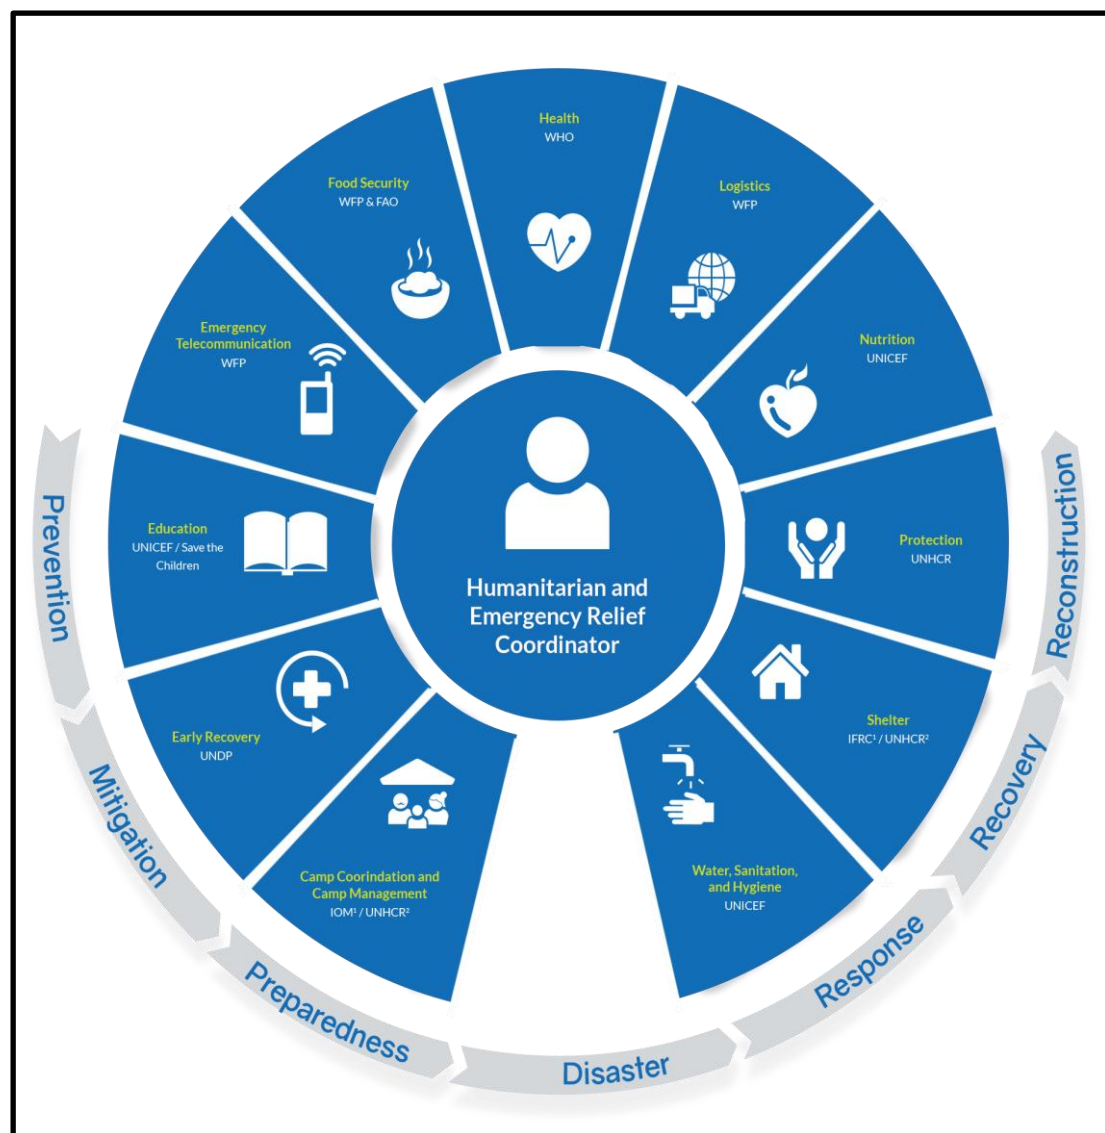 Health
WHO
Logistics
WFP
Nutrition
UNICEF
Protection
UNHCR
Shelter
IFRC¹ / UNHCR²
Water, Sanitation,
and Hygiene
UNICEF
Camp Coorindation and
Camp Management
IOM¹ / UNHCR²
Early Recovery
UNDP
Education
UNICEF / Save the
Children
Emergency
Telecommunication
WFP
Food Security
WFP & FAO
Humanitarian and
Emergency Relief
Coordinator
Prevention
Mitigation
Preparedness
Disaster
Response
Recovery
Reconstruction